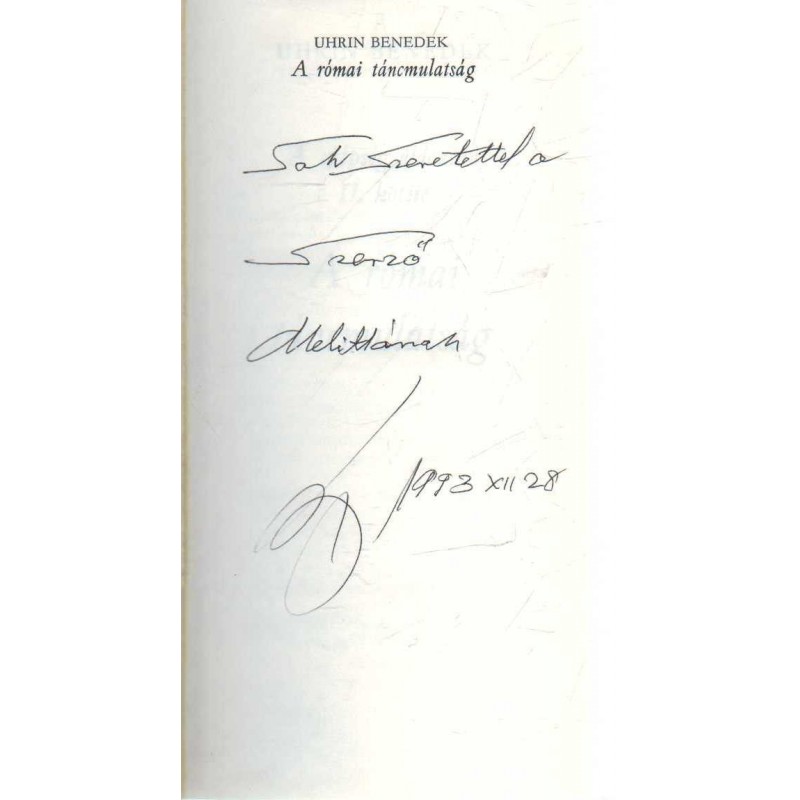 UHRIN BENEDEK
A római táncmulatság
Sok Szeretettel a
Szerző
Melittának
1993 XII 28